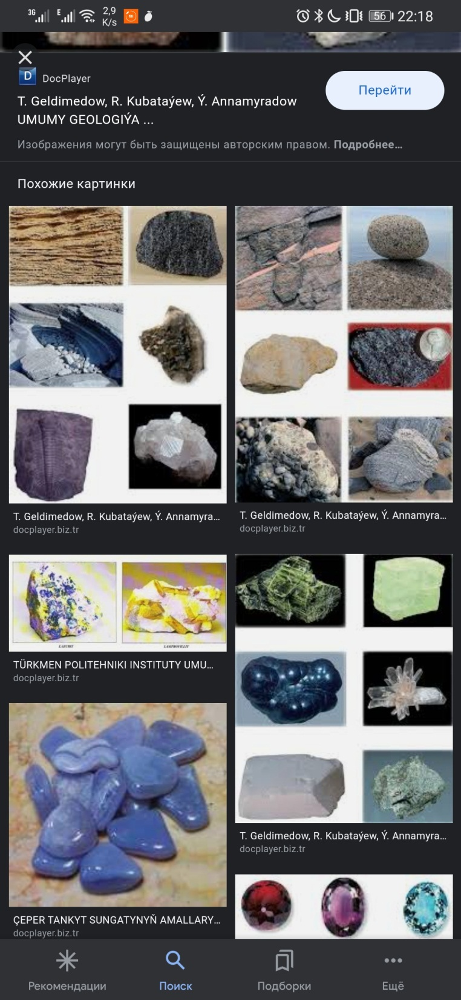 3G
E
2,9
K/s
56
22:18
D
DocPlayer
T. Geldimedow, R. Kubataýew, Ý. Annamyradow
UMUMY GEOLOGIÝA ...
Перейти
Изображения могут быть защищены авторским правом. Подробнее...
Похожие картинки
T. Geldimedow, R. Kubataýew, Ý. Annamyra...
docplayer.biz.tr
T. Geldimedow, R. Kubataýew, Ý. Annamyra...
docplayer.biz.tr
LAZURIT
LAMPROFILLIT
TÜRKMEN POLITEHNIKI INSTITUTY UMU...
docplayer.biz.tr
T. Geldimedow, R. Kubataýew, Ý. Annamyra...
docplayer.biz.tr
ÇEPER TANKYT SUNGATYNYŇ AMALLARY...
docplayer.biz.tr
Рекомендации
Поиск
Подборки
Ещё